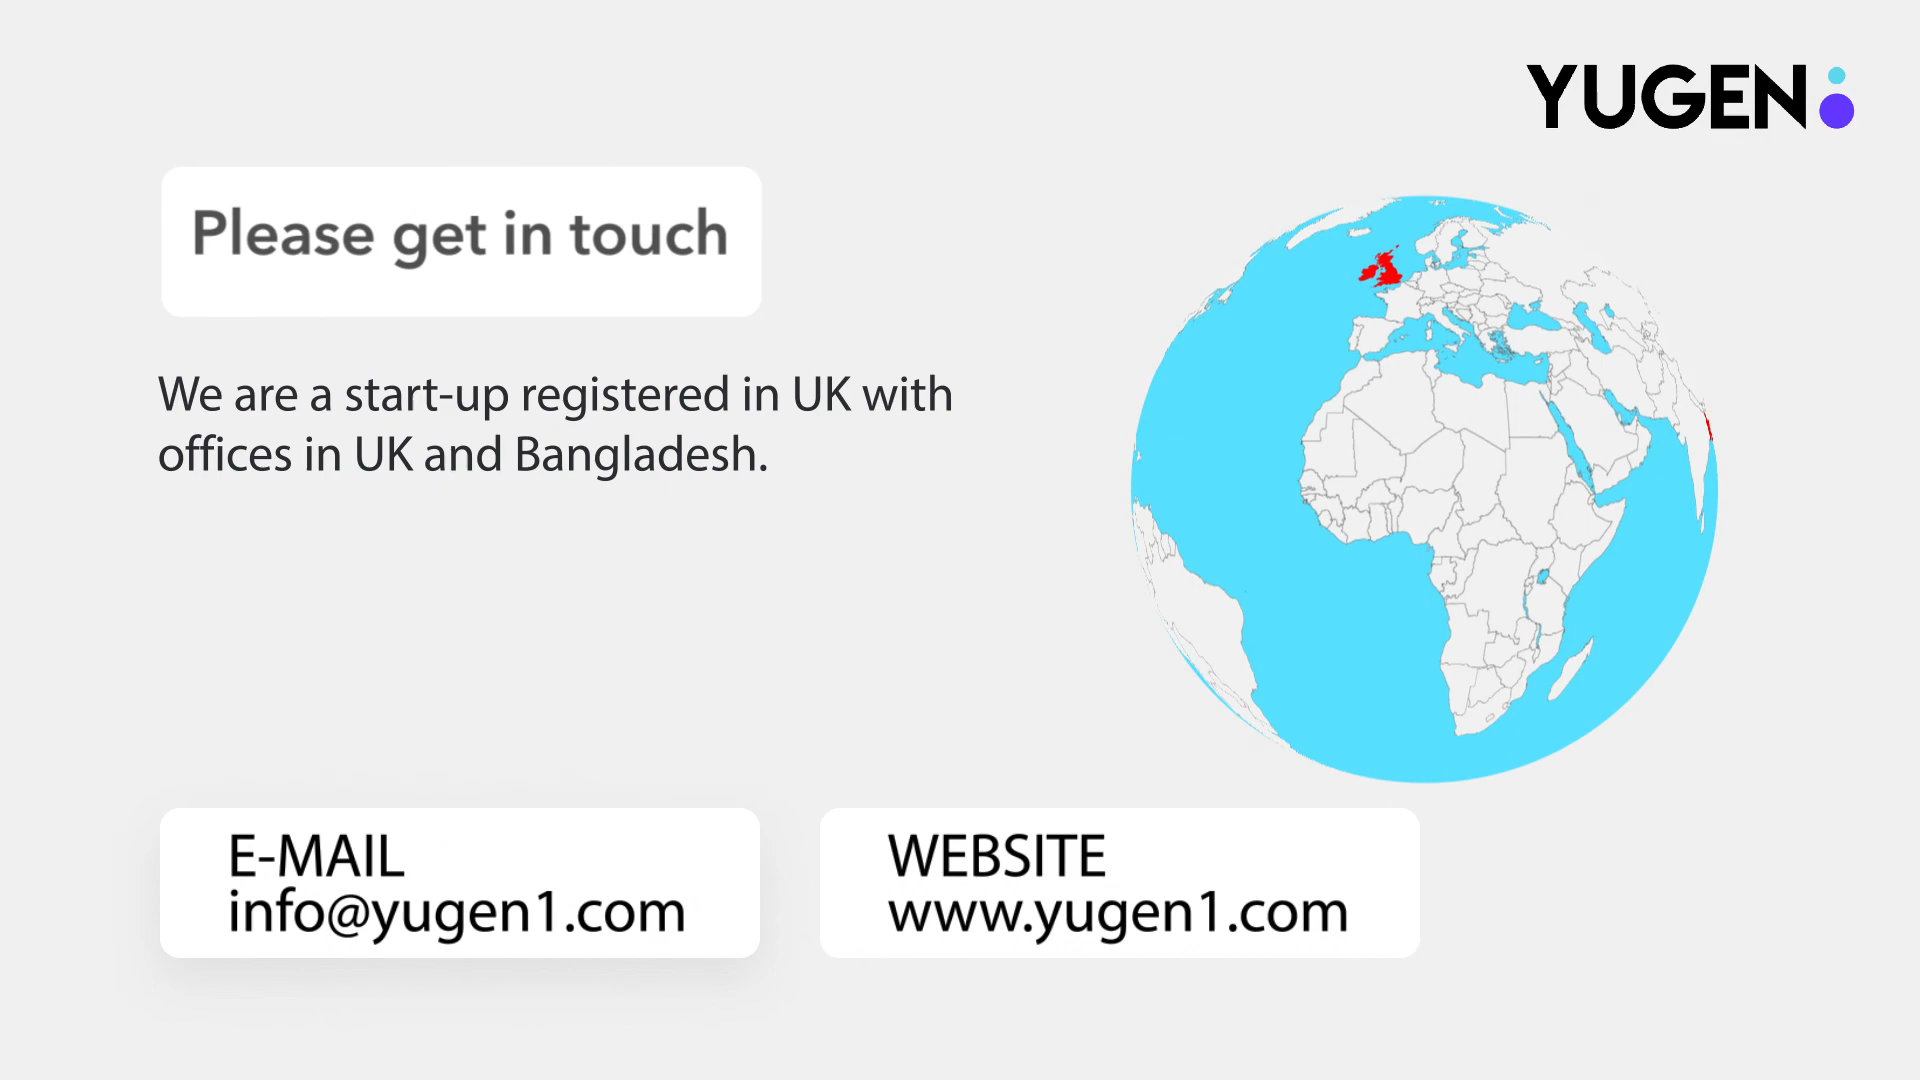 YUGEN
Please get in touch
We are a start-up registered in UK with
offices in UK and Bangladesh.
E-MAIL
info@yugen1.com
WEBSITE
www.yugen1.com